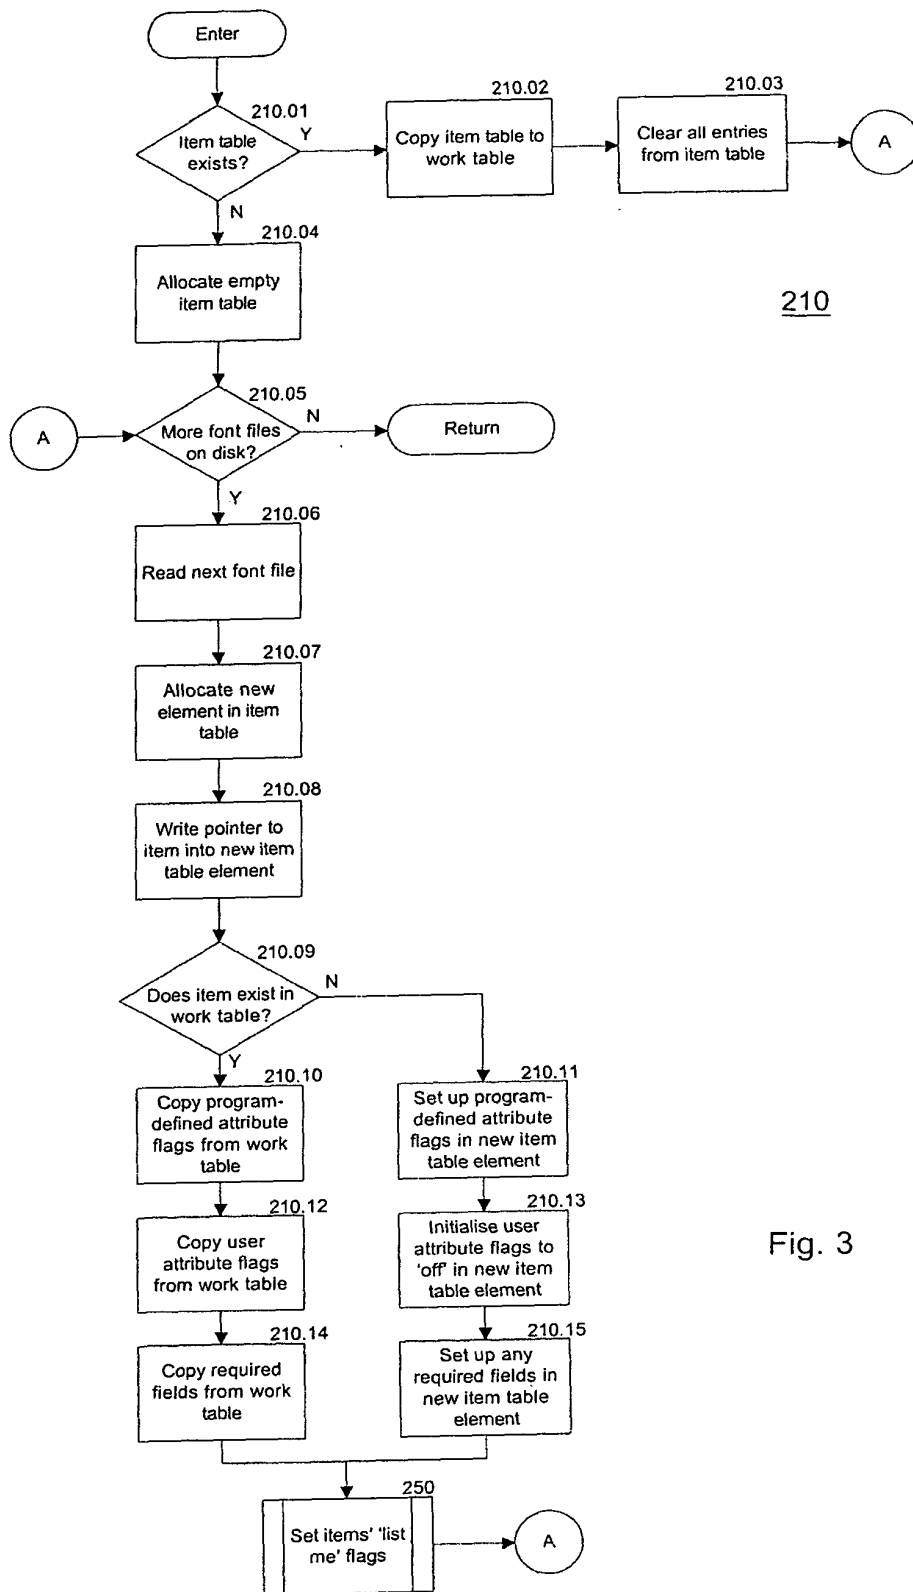 Enter
210.01
Item table
exists?
Y
N
210.02
Copy item table to
work table
210.03
Clear all entries
from item table
A
210.04
Allocate empty
item table
210
A
210.05
More font files
on disk?
N
Y
Return
210.06
Read next font file
210.07
Allocate new
element in item
table
210.08
Write pointer to
item into new item
table element
210.09
Does item exist in
work table?
N
Y
210.10
Copy program-
defined attribute
flags from work
table
210.11
Set up program-
defined attribute
flags in new item
table element
210.12
Copy user
attribute flags
from work table
210.13
Initialise user
attribute flags to
'off' in new item
table element
210.14
Copy required
fields from work
table
210.15
Set up any
required fields in
new item table
element
Fig. 3
250
Set items' 'list
me' flags
A